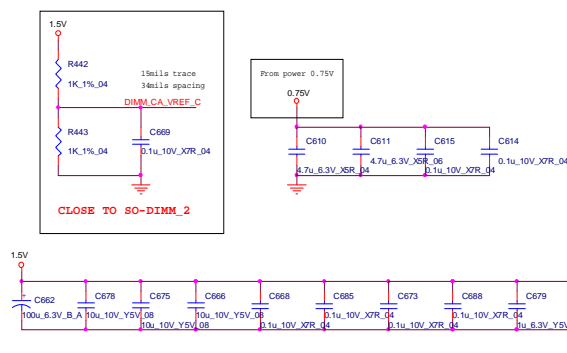 1.5V
R442
1K_1%_04
15mils trace
34mils spacing
DIMM_CA_VREF_C
R443
1K_1%_04
C669
0.1u_10V_X7R_04
CLOSE TO SO-DIMM_2
From power 0.75V
0.75V
C610
4.7u_6.3V_X5R_04
C611
4.7u_6.3V_X5R_06
C615
0.1u_10V_X7R_04
C614
0.1u_10V_X7R_04
1.5V
+
C662
100u_6.3V_B_A
C678
10u_10V_Y5V_08
C675
10u_10V_Y5V_08
C666
10u_10V_Y5V_08
C668
0.1u_10V_X7R_04
C685
0.1u_10V_X7R_04
C673
0.1u_10V_X7R_04
C688
0.1u_10V_X7R_04
C679
1u_6.3V_Y5V